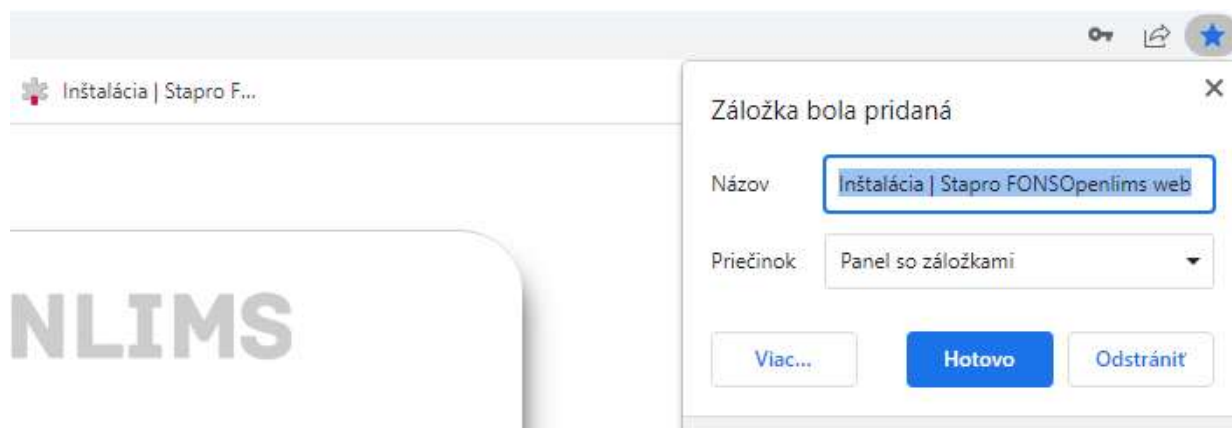 Inštalácia | Stapro F...
Záložka bola pridaná
Názov
Inštalácia | Stapro FONSOpenlims web
Priečinok
Panel so záložkami
NLIMS
Viac...
Hotovo
Odstrániť